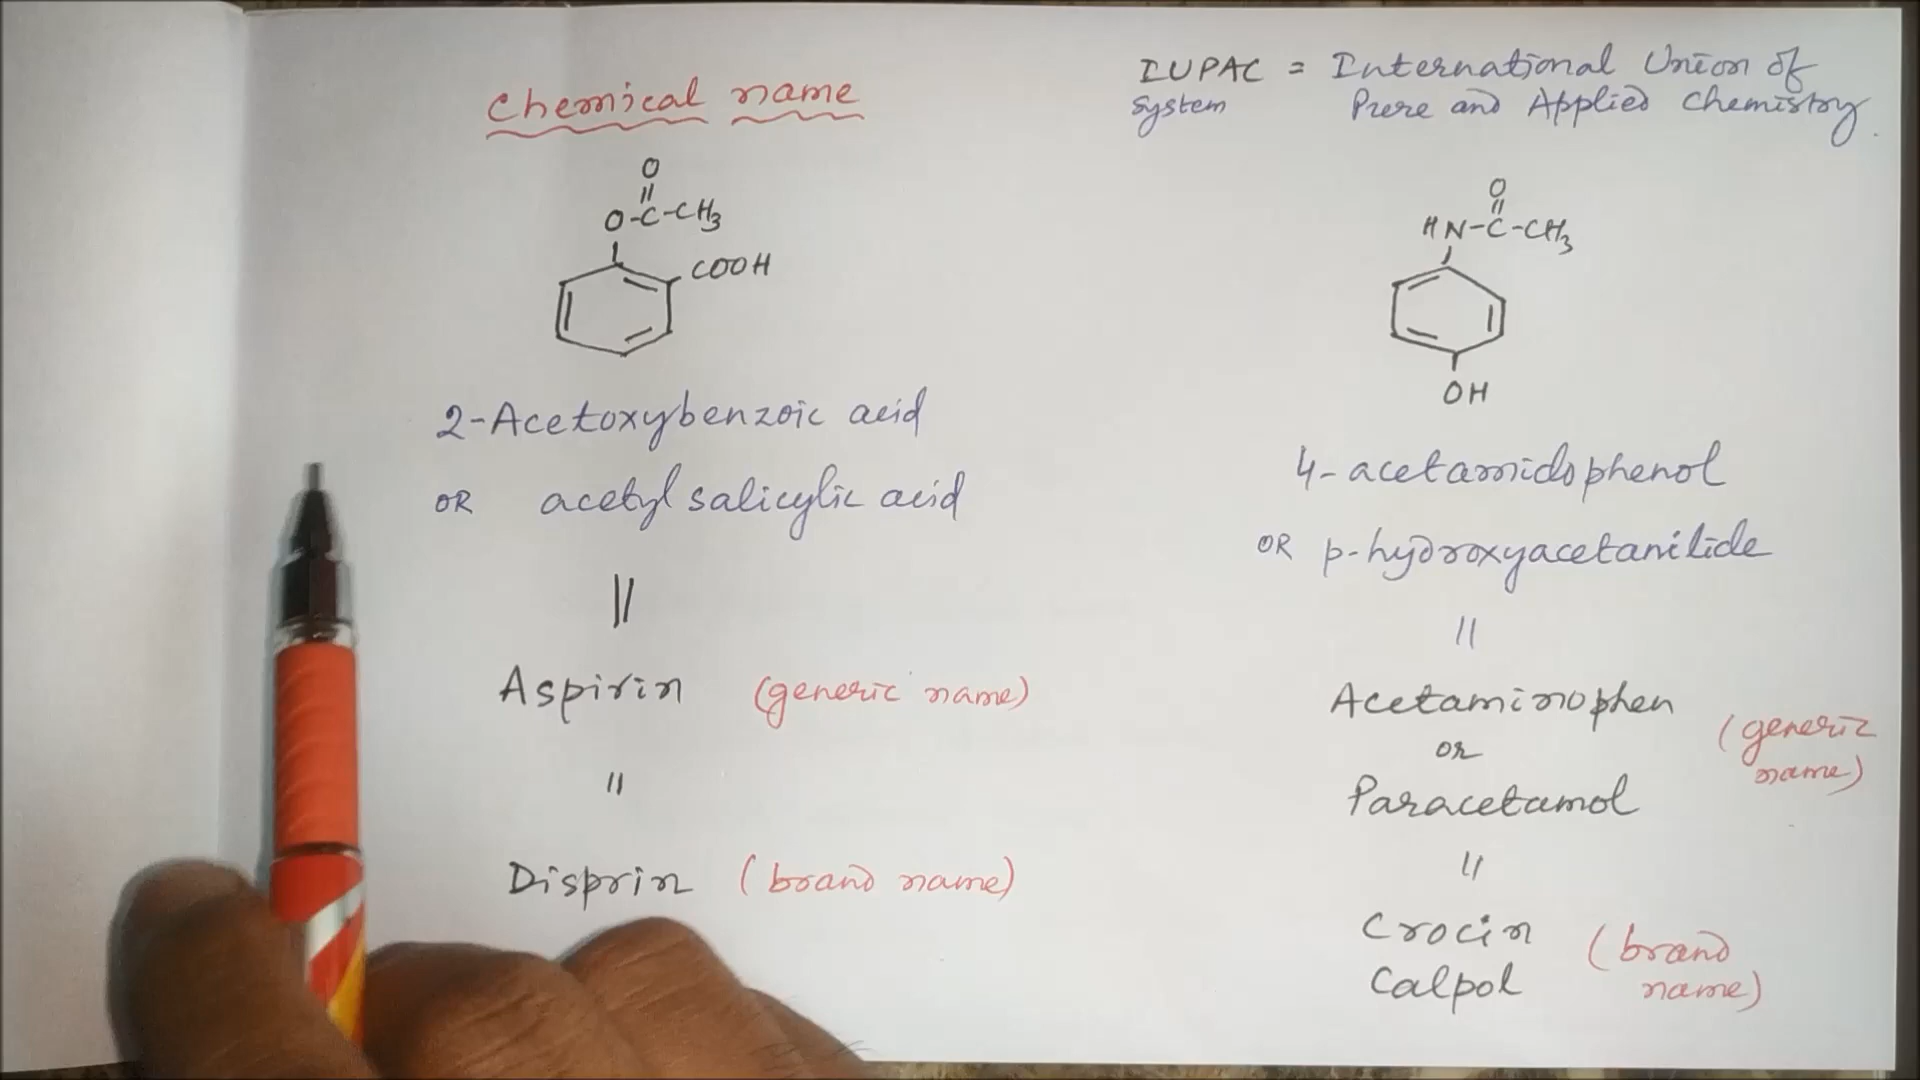 Chemical name
O
||
O-C-CH3
COOH
2-Acetoxybenzoic acid
OR acetyl salicylic acid
||
Aspirin (generic name)
||
Disprin (brand name)
IUPAC = International Union of
System Pure and Applied Chemistry.
O
||
HN-C-CH3
OH
4-acetamidophenol
OR p-hydroxyacetanilide
||
Acetaminophen
or
Paracetamol
(generic
name)
||
Crocin
Calpol
(brand
name)